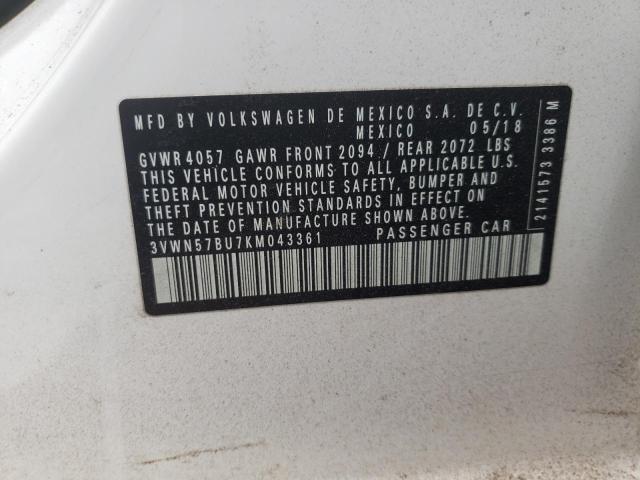 MFD BY VOLKSWAGEN DE MEXICO S.A. DE C.V.
MEXICO 05/18
GVWR 4057 GAWR FRONT 2094 / REAR 2072 LBS
THIS VEHICLE CONFORMS TO ALL APPLICABLE U.S.
FEDERAL MOTOR VEHICLE SAFETY, BUMPER AND
THEFT PREVENTION STANDARDS IN EFFECT ON
THE DATE OF MANUFACTURE SHOWN ABOVE.
3VWN57BU7KM043361 PASSENGER CAR
21411573 3386 M